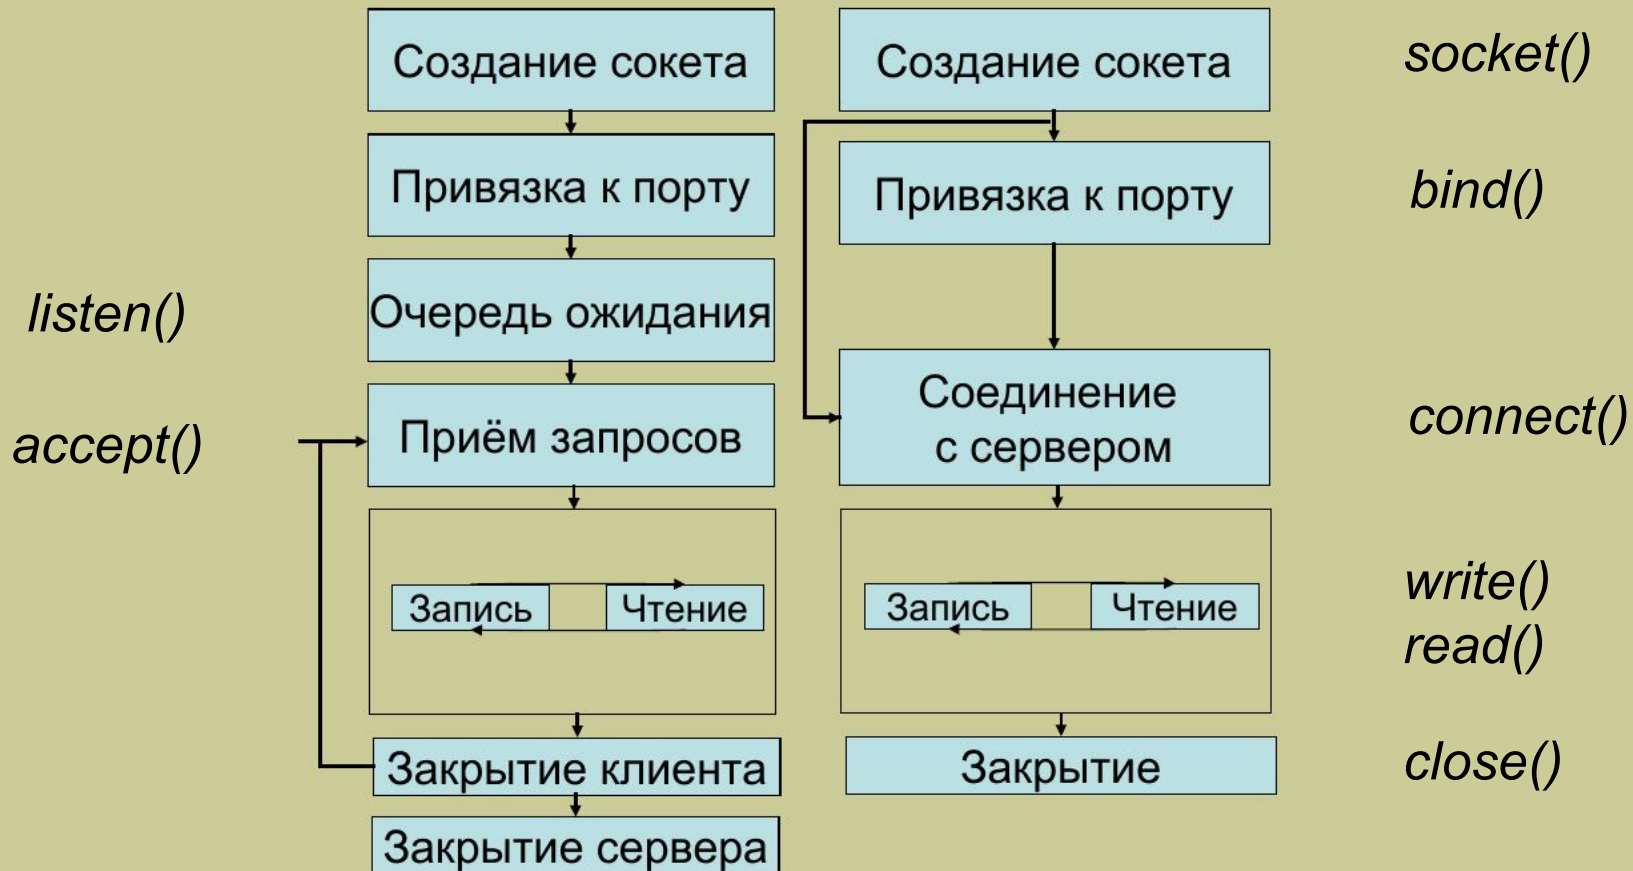 Создание сокета
Создание сокета
socket()
Привязка к порту
Привязка к порту
bind()
listen()
Очередь ожидания
accept()
Приём запросов
Соединение
с сервером
connect()
Запись
Чтение
Запись
Чтение
write()
read()
Закрытие клиента
Закрытие
close()
Закрытие сервера